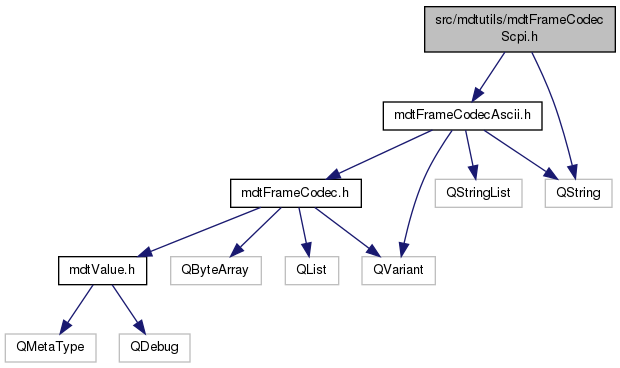 src/mdtutils/mdtFrameCodec
Scpi.h
mdtFrameCodecAscii.h
mdtFrameCodec.h
QStringList
QString
mdtValue.h
QByteArray
QList
QVariant
QMetaType
QDebug